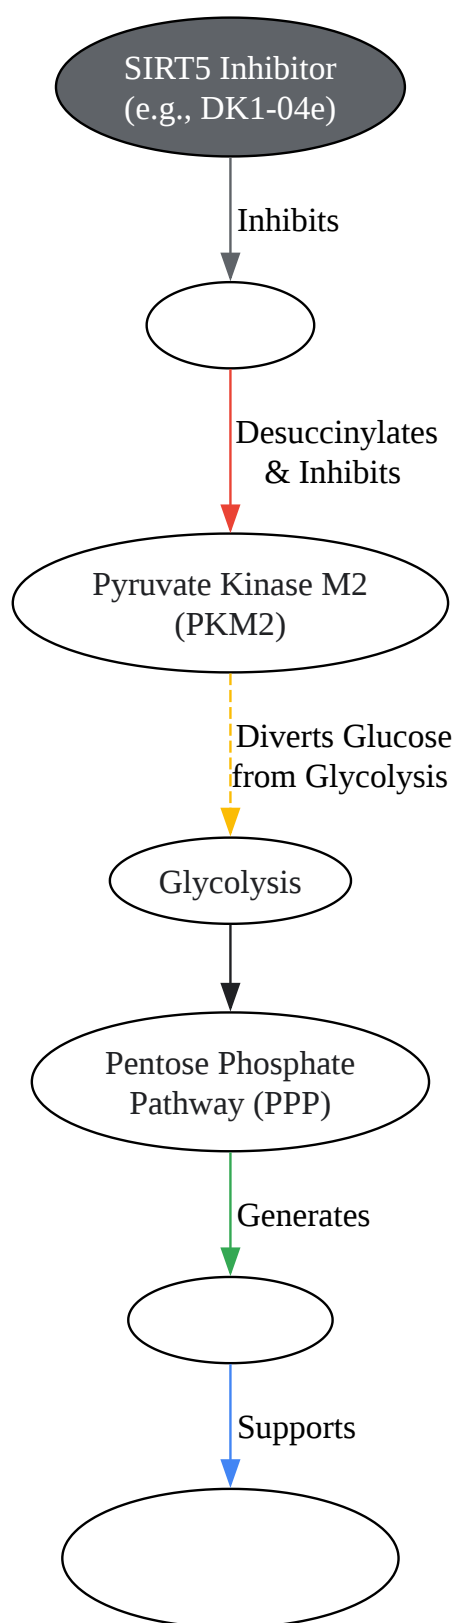 SIRT5 Inhibitor
(e.g., DK1-04e)
Inhibits
Desuccinylates
& Inhibits
Pyruvate Kinase M2
(PKM2)
Diverts Glucose
from Glycolysis
Glycolysis
Pentose Phosphate
Pathway (PPP)
Generates
Supports